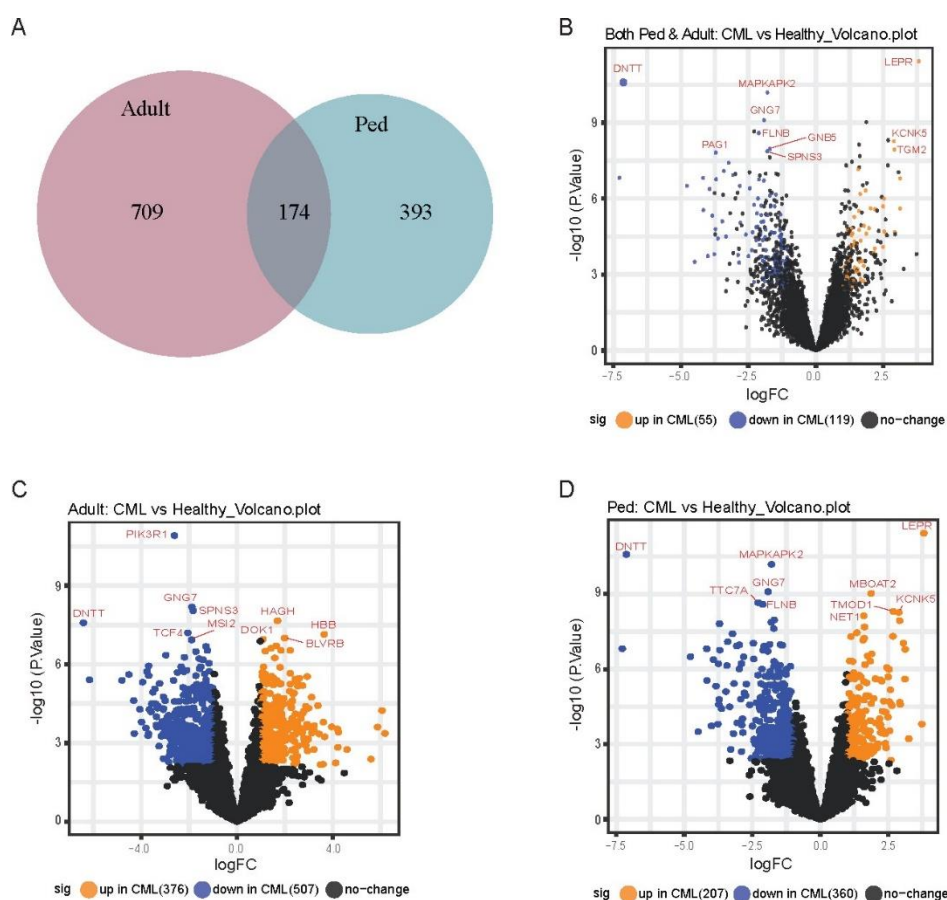 A
Adult
Ped
709
174
393
B
Both Ped & Adult: CML vs Healthy_Volcano.plot
DNTT
LEPR
MAPKAPK2
GNG7
FLNB
GNB5
KCNK5
PAG1
SPNS3
TGM2
9
6
3
0
-log10 (P.Value)
-7.5
-5.0
-2.5
0.0
2.5
logFC
sig up in CML(55) down in CML(119) no-change
C
Adult: CML vs Healthy_Volcano.plot
PIK3R1
GNG7
DNTT
SPNS3
HAGH
MSI2
HBB
TCF4
DOK1
BLVRB
9
6
3
0
-log10 (P.Value)
-4.0
0.0
4.0
logFC
sig up in CML(376) down in CML(507) no-change
D
Ped: CML vs Healthy_Volcano.plot
LEPR
DNTT
MAPKAPK2
GNG7
TTC7A
MBOAT2
FLNB
TMOD1
KCNK5
NET1
9
6
3
0
-log10 (P.Value)
-7.5
-5.0
-2.5
0.0
2.5
logFC
sig up in CML(207) down in CML(360) no-change